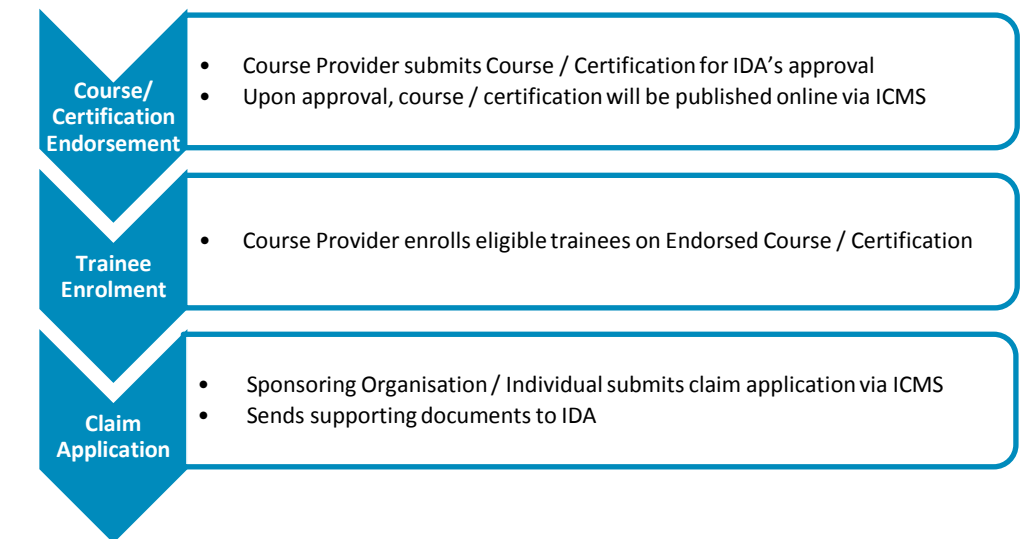 Course/
Certification
Endorsement
• Course Provider submits Course / Certification for IDA's approval
• Upon approval, course / certification will be published online via ICMS
Trainee
Enrolment
• Course Provider enrolls eligible trainees on Endorsed Course / Certification
Claim
Application
• Sponsoring Organisation / Individual submits claim application via ICMS
• Sends supporting documents to IDA